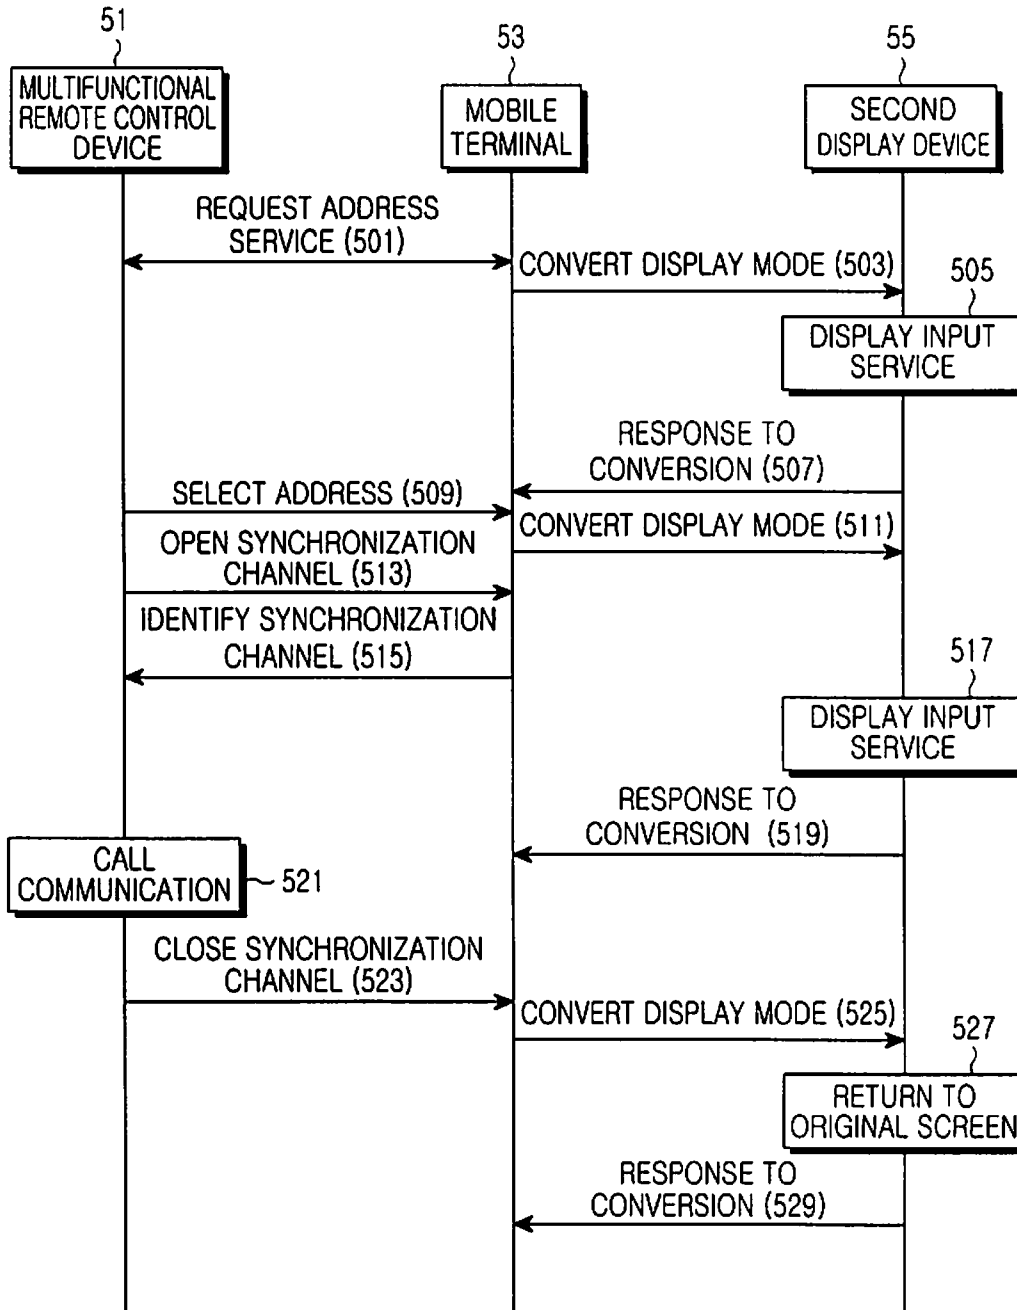 51
53
55
MULTIFUNCTIONAL
REMOTE CONTROL
DEVICE
MOBILE
TERMINAL
SECOND
DISPLAY DEVICE
REQUEST ADDRESS
SERVICE (501)
CONVERT DISPLAY MODE (503)
505
DISPLAY INPUT
SERVICE
RESPONSE TO
CONVERSION (507)
SELECT ADDRESS (509)
CONVERT DISPLAY MODE (511)
OPEN SYNCHRONIZATION
CHANNEL (513)
IDENTIFY SYNCHRONIZATION
CHANNEL (515)
517
DISPLAY INPUT
SERVICE
RESPONSE TO
CONVERSION (519)
CALL
COMMUNICATION
521
CLOSE SYNCHRONIZATION
CHANNEL (523)
CONVERT DISPLAY MODE (525)
527
RETURN TO
ORIGINAL SCREEN
RESPONSE TO
CONVERSION (529)